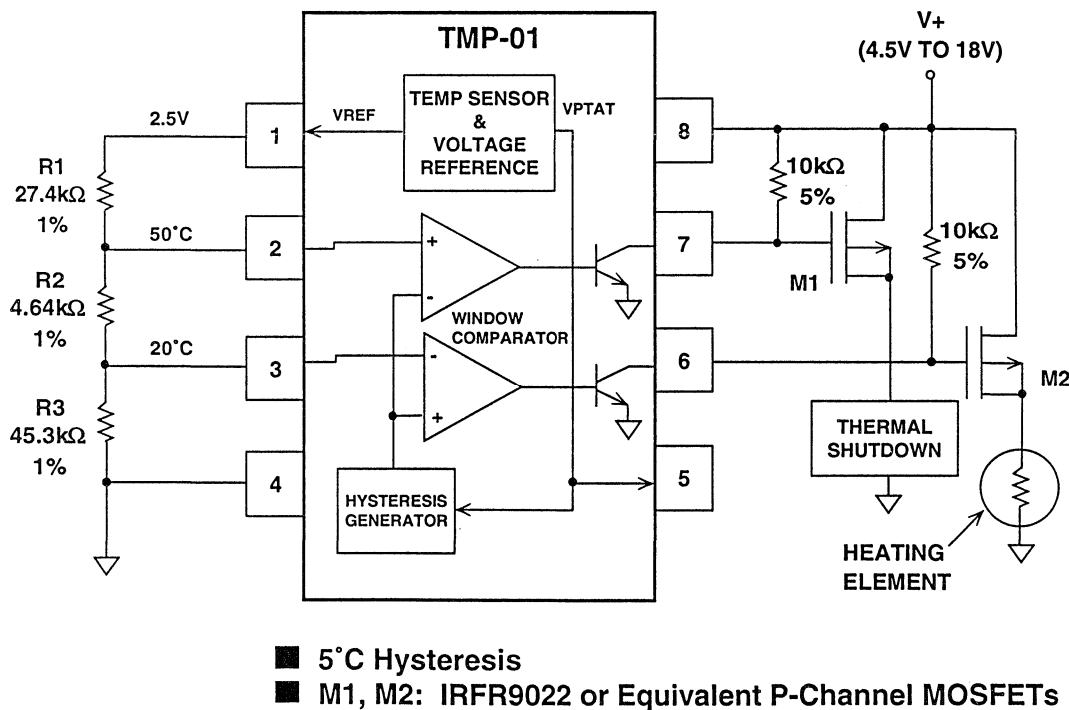 TMP-01
V+
(4.5V TO 18V)
TEMP SENSOR
&
VOLTAGE
REFERENCE
VREF
VPTAT
2.5V
1
8
R1
27.4kΩ
1%
10kΩ
5%
50˚C
2
+
-
7
10kΩ
5%
M1
R2
4.64kΩ
1%
WINDOW
COMPARATOR
20˚C
3
-
+
6
M2
R3
45.3kΩ
1%
THERMAL
SHUTDOWN
4
5
HYSTERESIS
GENERATOR
HEATING
ELEMENT
5˚C Hysteresis
M1, M2: IRFR9022 or Equivalent P-Channel MOSFETs